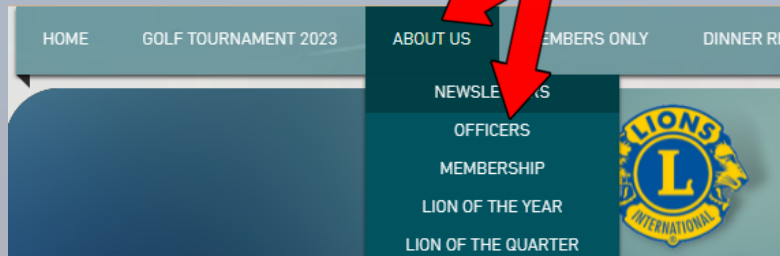 HOME GOLF TOURNAMENT 2023 ABOUT US ONLY DINNER
OFFICERS
MEMBERSHIP
LION OF THE YEAR
LION OF THE QUARTER
LIONS
L
INTERNATIONAL